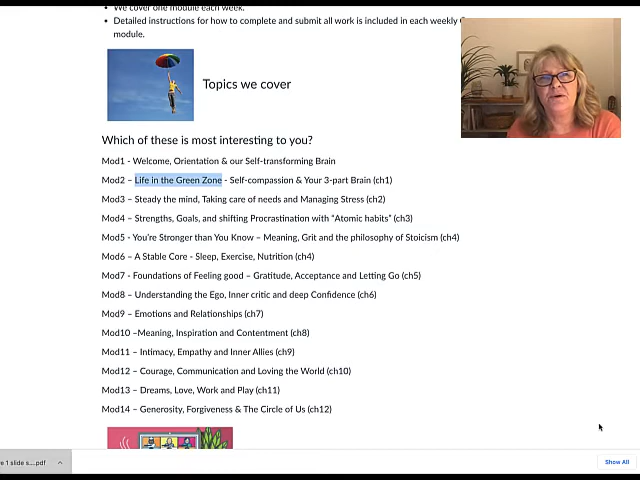 We cover one module each week.
Detailed instructions for how to complete and submit all work is included in each weekly
module.
Topics we cover
Which of these is most interesting to you?
Mod1 - Welcome, Orientation & our Self-transforming Brain
Mod2 – Life in the Green Zone - Self-compassion & Your 3-part Brain (ch1)
Mod3 – Steady the mind, Taking care of needs and Managing Stress (ch2)
Mod4 – Strengths, Goals, and shifting Procrastination with “Atomic habits” (ch3)
Mod5 - You're Stronger than You Know – Meaning, Grit and the philosophy of Stoicism (ch4)
Mod6 – A Stable Core - Sleep, Exercise, Nutrition (ch4)
Mod7 - Foundations of Feeling good – Gratitude, Acceptance and Letting Go (ch5)
Mod8 – Understanding the Ego, Inner critic and deep Confidence (ch6)
Mod9 – Emotions and Relationships (ch7)
Mod10 –Meaning, Inspiration and Contentment (ch8)
Mod11 – Intimacy, Empathy and Inner Allies (ch9)
Mod12 – Courage, Communication and Loving the World (ch10)
Mod13 – Dreams, Love, Work and Play (ch11)
Mod14 – Generosity, Forgiveness & The Circle of Us (ch12)
e 1 slide s....pdf
Show All